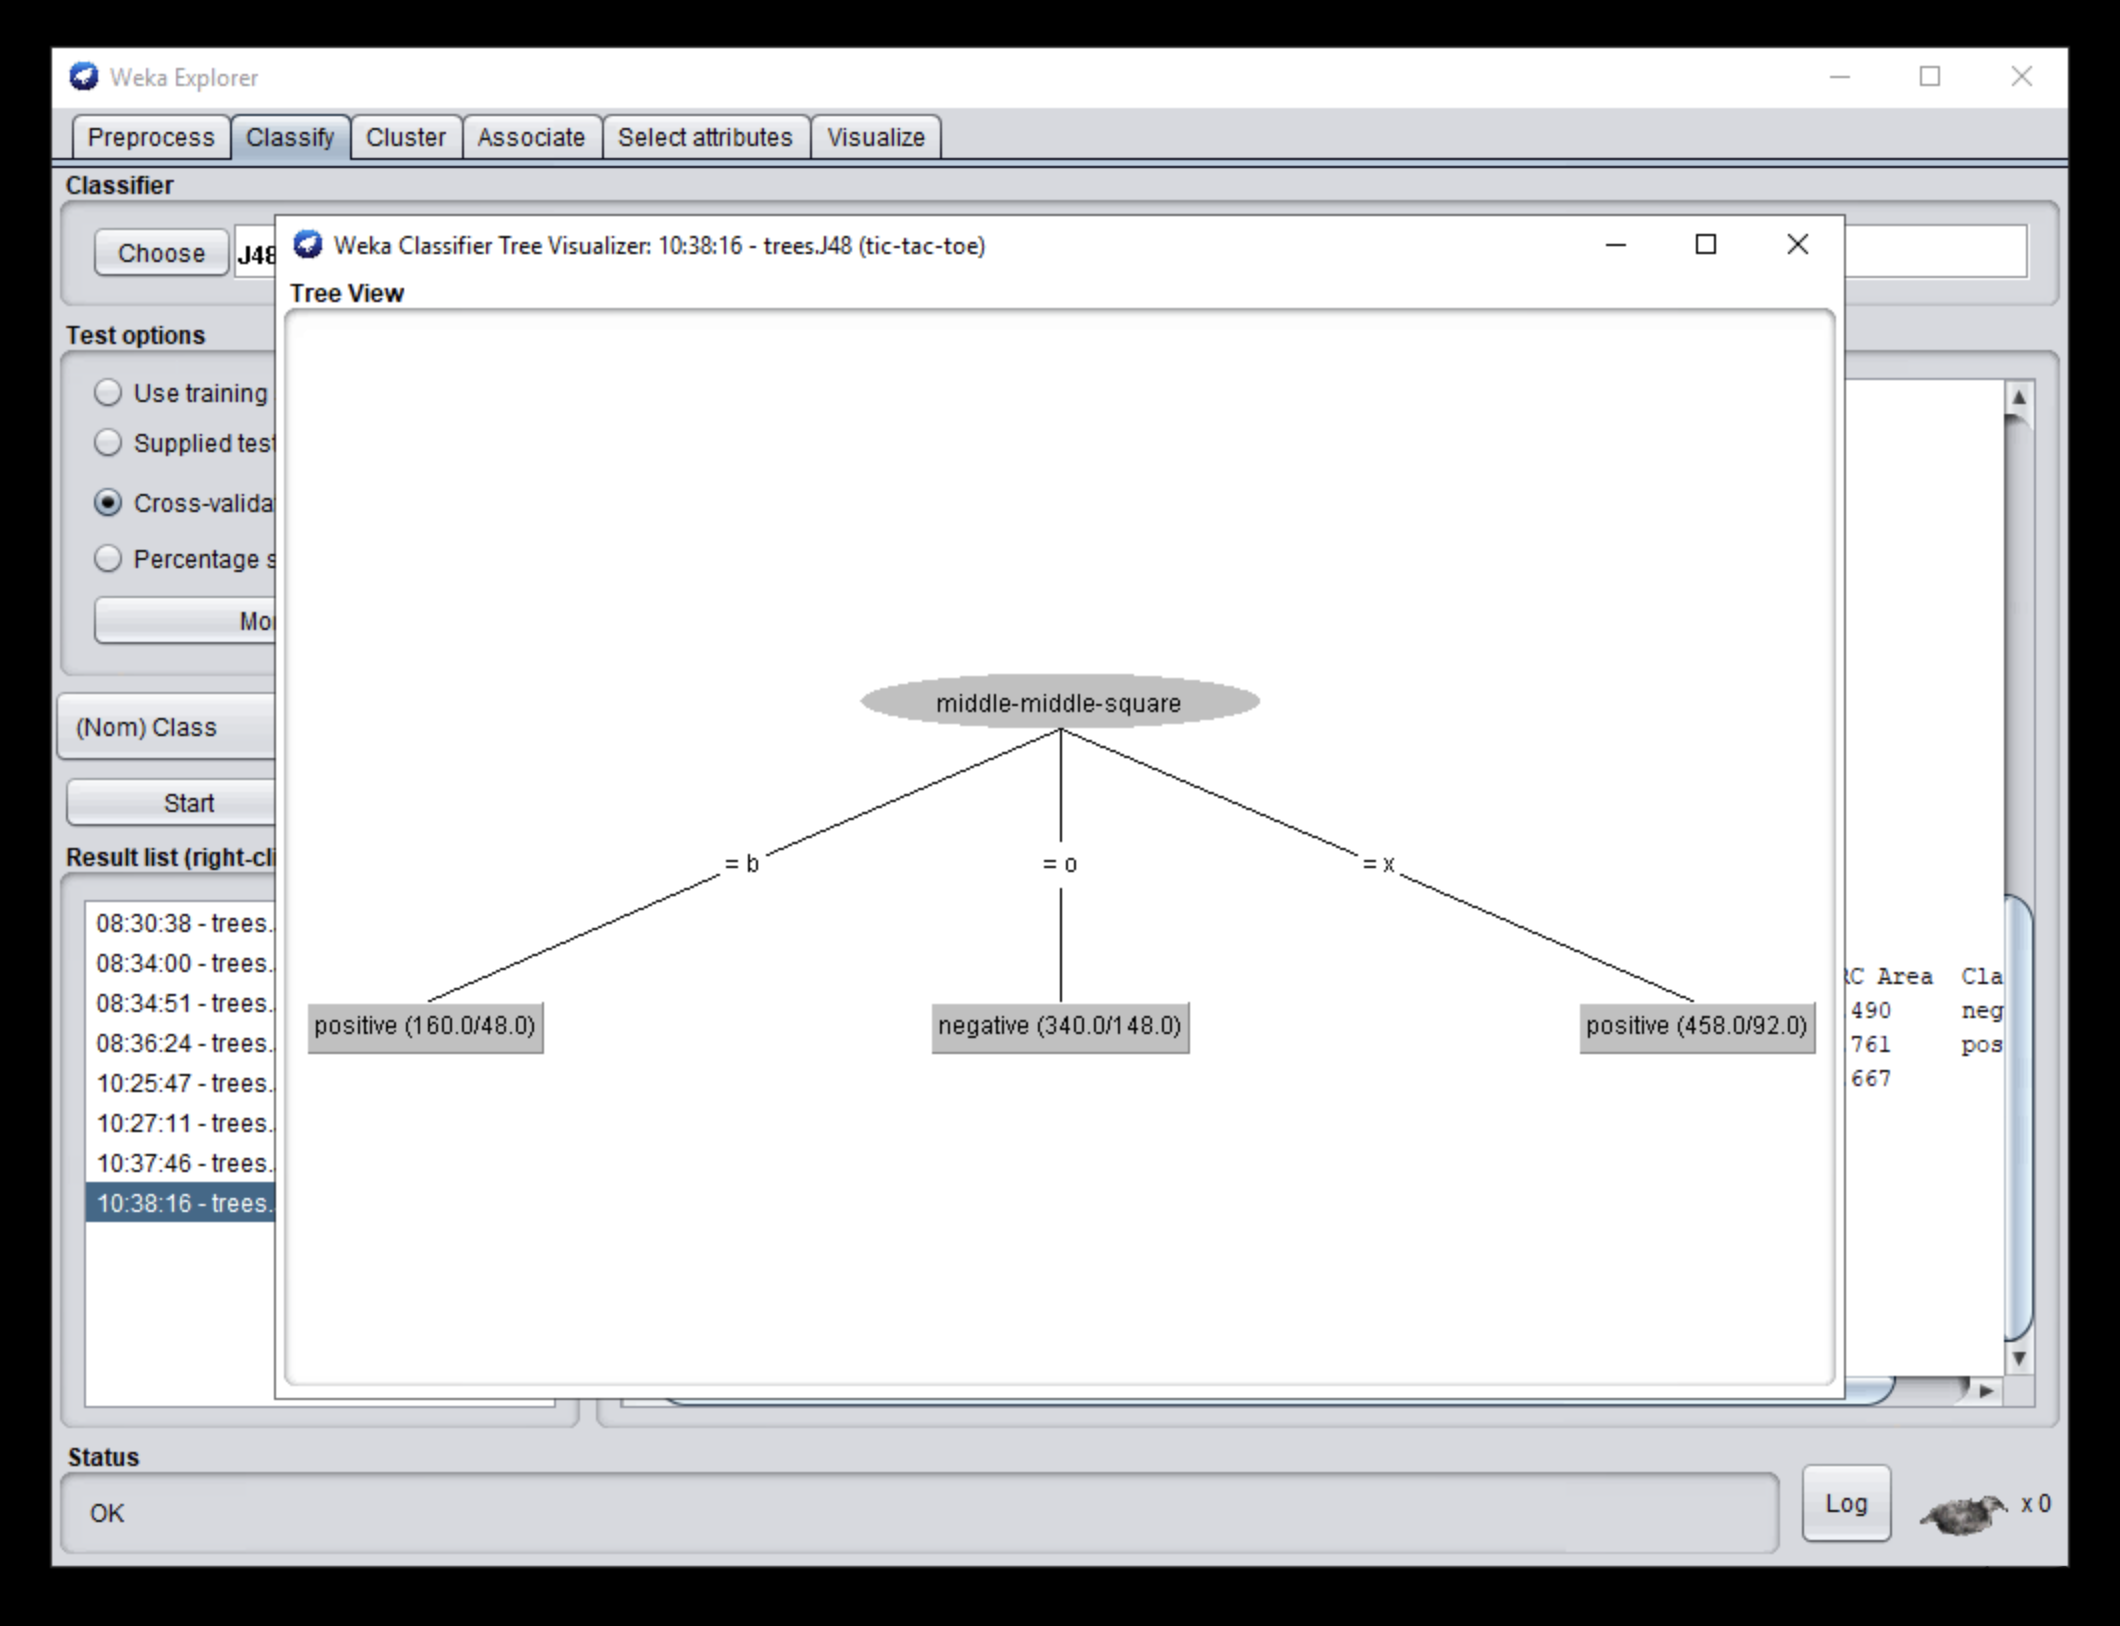 Weka Explorer
Preprocess Classify Cluster Associate Select attributes Visualize
Classifier
Choose J48
Weka Classifier Tree Visualizer: 10:38:16 - trees.J48 (tic-tac-toe)
Tree View
Test options
Use training
Supplied test
Cross-valida
Percentage s
Mor
(Nom) Class
Start
Result list (right-cli
08:30:38 - trees.
08:34:00 - trees.
08:34:51 - trees.
08:36:24 - trees.
10:25:47 - trees.
10:27:11 - trees.
10:37:46 - trees.
10:38:16 - trees.
middle-middle-square
= b = o = x
positive (160.0/48.0) negative (340.0/148.0) positive (458.0/92.0)
RC Area Cla
.490 neg
.761 pos
.667
Status
OK
Log x 0